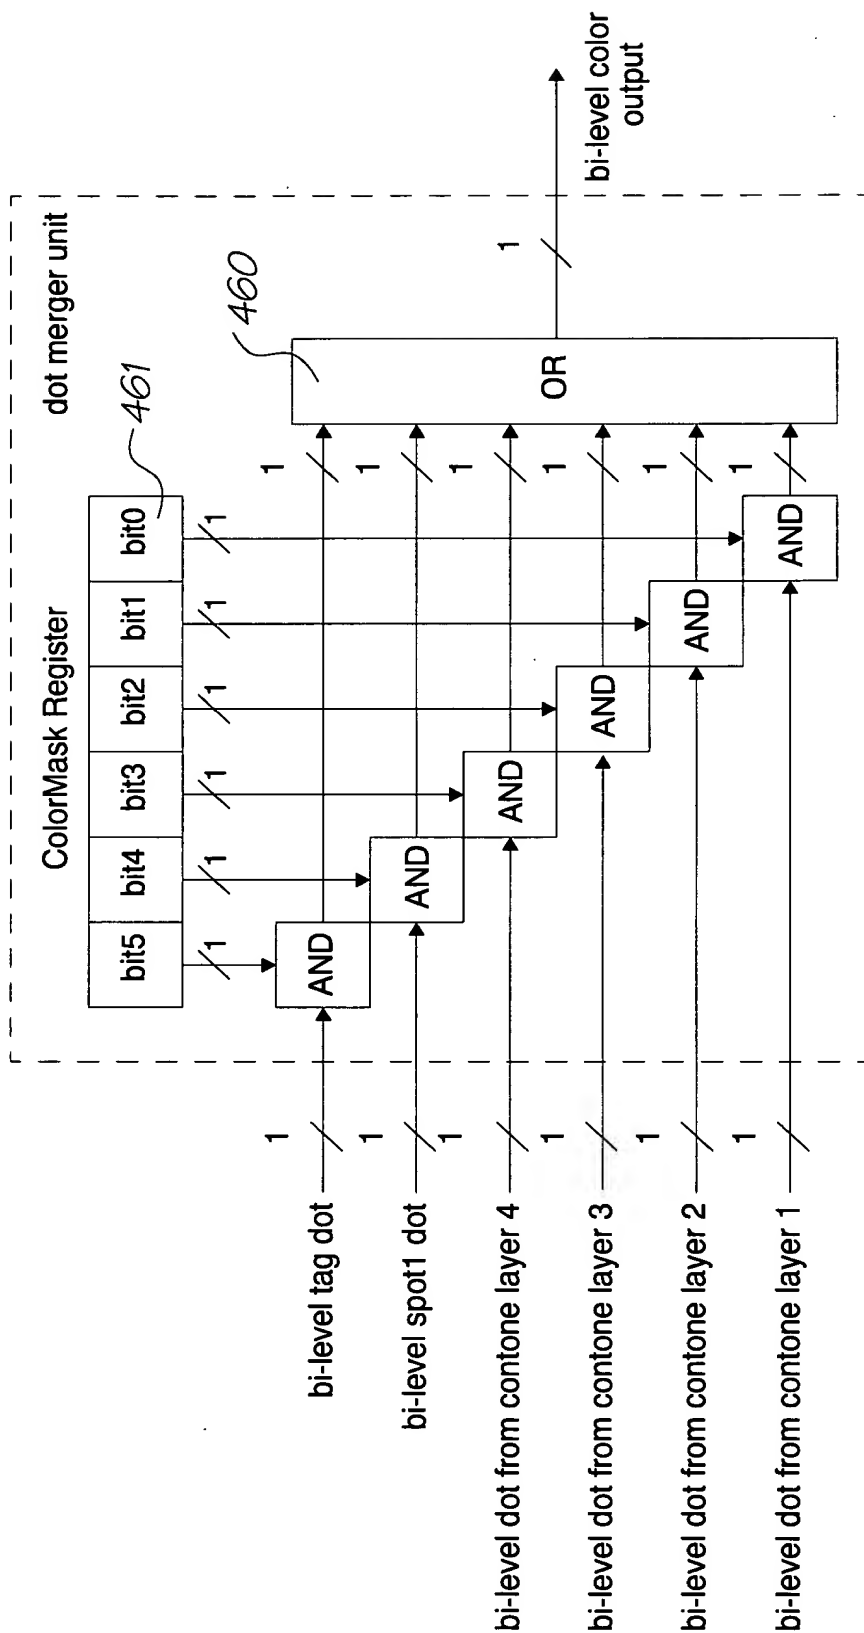 dot merger unit
ColorMask Register
bit5
bit4
bit3
bit2
bit1
bit0
461
1
1
1
1
1
1
460
bi-level tag dot
1
AND
1
bi-level spot1 dot
1
AND
1
bi-level dot from contone layer 4
1
AND
1
bi-level dot from contone layer 3
1
AND
1
bi-level dot from contone layer 2
1
AND
1
bi-level dot from contone layer 1
1
AND
1
OR
1
bi-level color
output